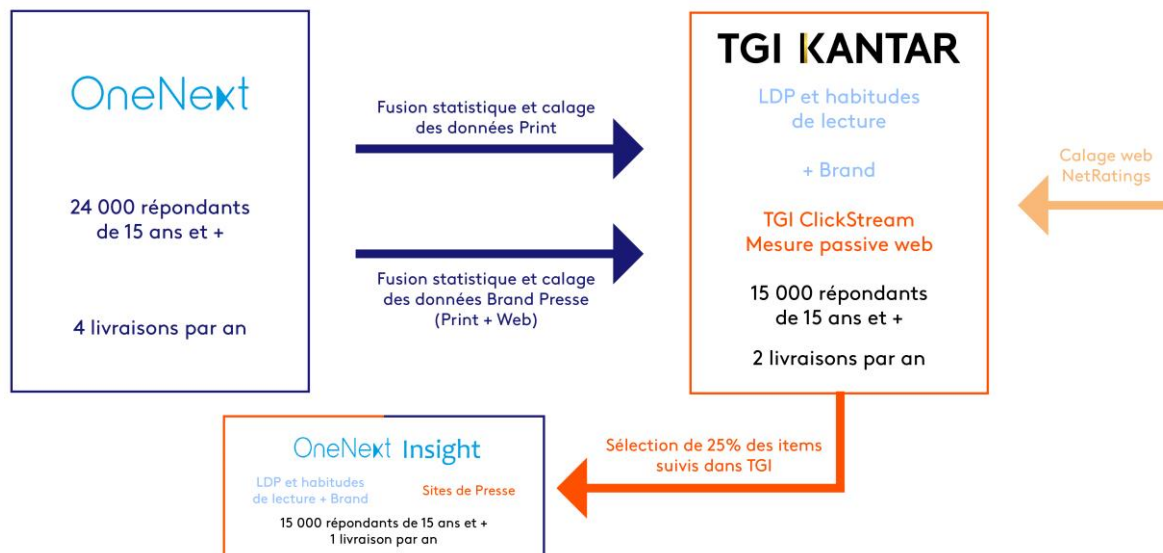 OneNext
24 000 répondants
de 15 ans et +
4 livraisons par an
Fusion statistique et calage
des données Print
Fusion statistique et calage
des données Brand Presse
(Print + Web)
TGI KANTAR
LDP et habitudes
de lecture
+ Brand
TGI ClickStream
Mesure passive web
15 000 répondants
de 15 ans et +
2 livraisons par an
Calage web
NetRatings
Sélection de 25% des items
suivis dans TGI
OneNext Insight
LDP et habitudes
de lecture + Brand
Sites de Presse
15 000 répondants de 15 ans et +
1 livraison par an